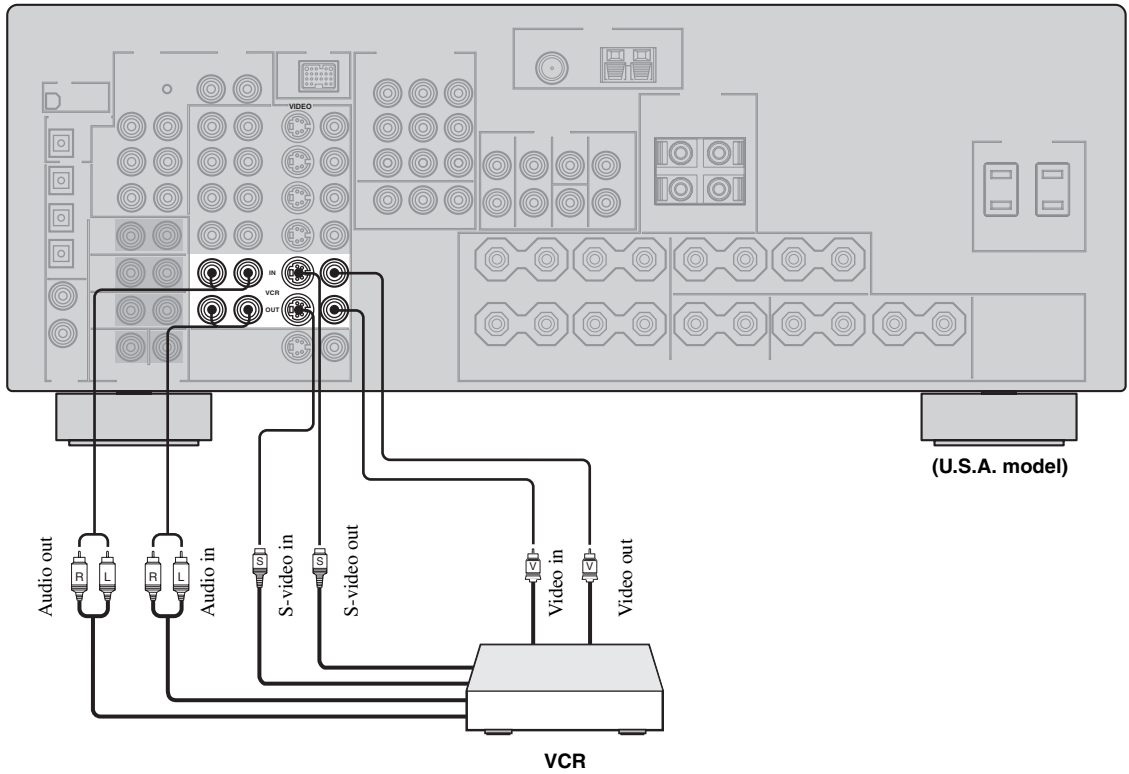 VIDEO
IN
VCR
OUT
(U.S.A. model)
Audio out
R
L
R
L
Audio in
S
S-video in
S
S-video out
V
Video in
V
Video out
VCR